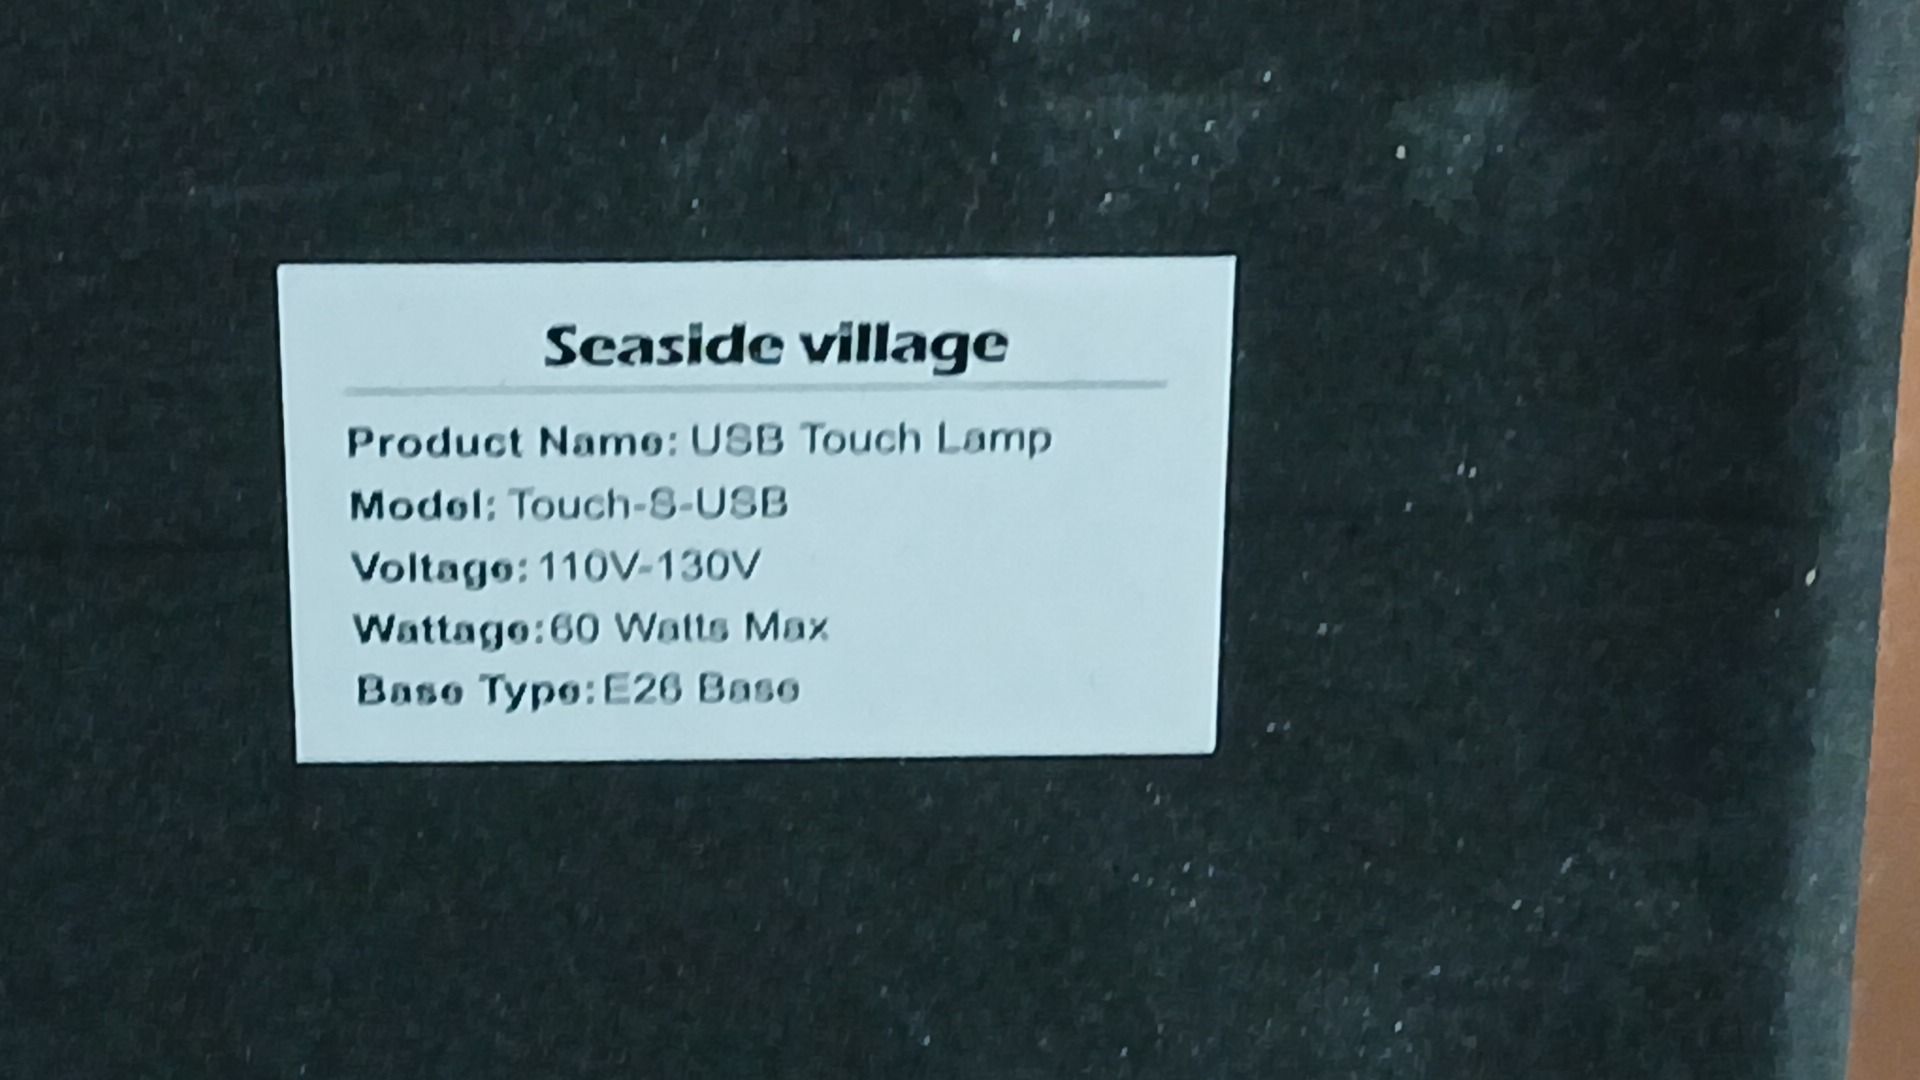 Seaside village
Product Name: USB Touch Lamp
Model: Touch-S-USB
Voltage: 110V-130V
Wattage:60 Watts Max
Base Type:E26 Base